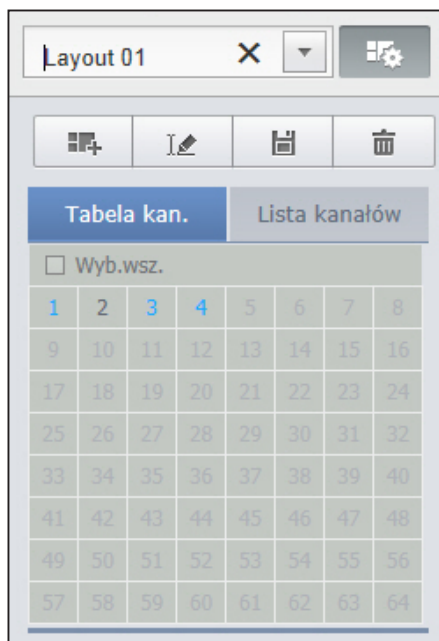 Layout 01
Tabela kan. Lista kanałów
Wyb.wsz.
1 2 3 4 5 6 7 8
9 10 11 12 13 14 15 16
17 18 19 20 21 22 23 24
25 26 27 28 29 30 31 32
33 34 35 36 37 38 39 40
41 42 43 44 45 46 47 48
49 50 51 52 53 54 55 56
57 58 59 60 61 62 63 64